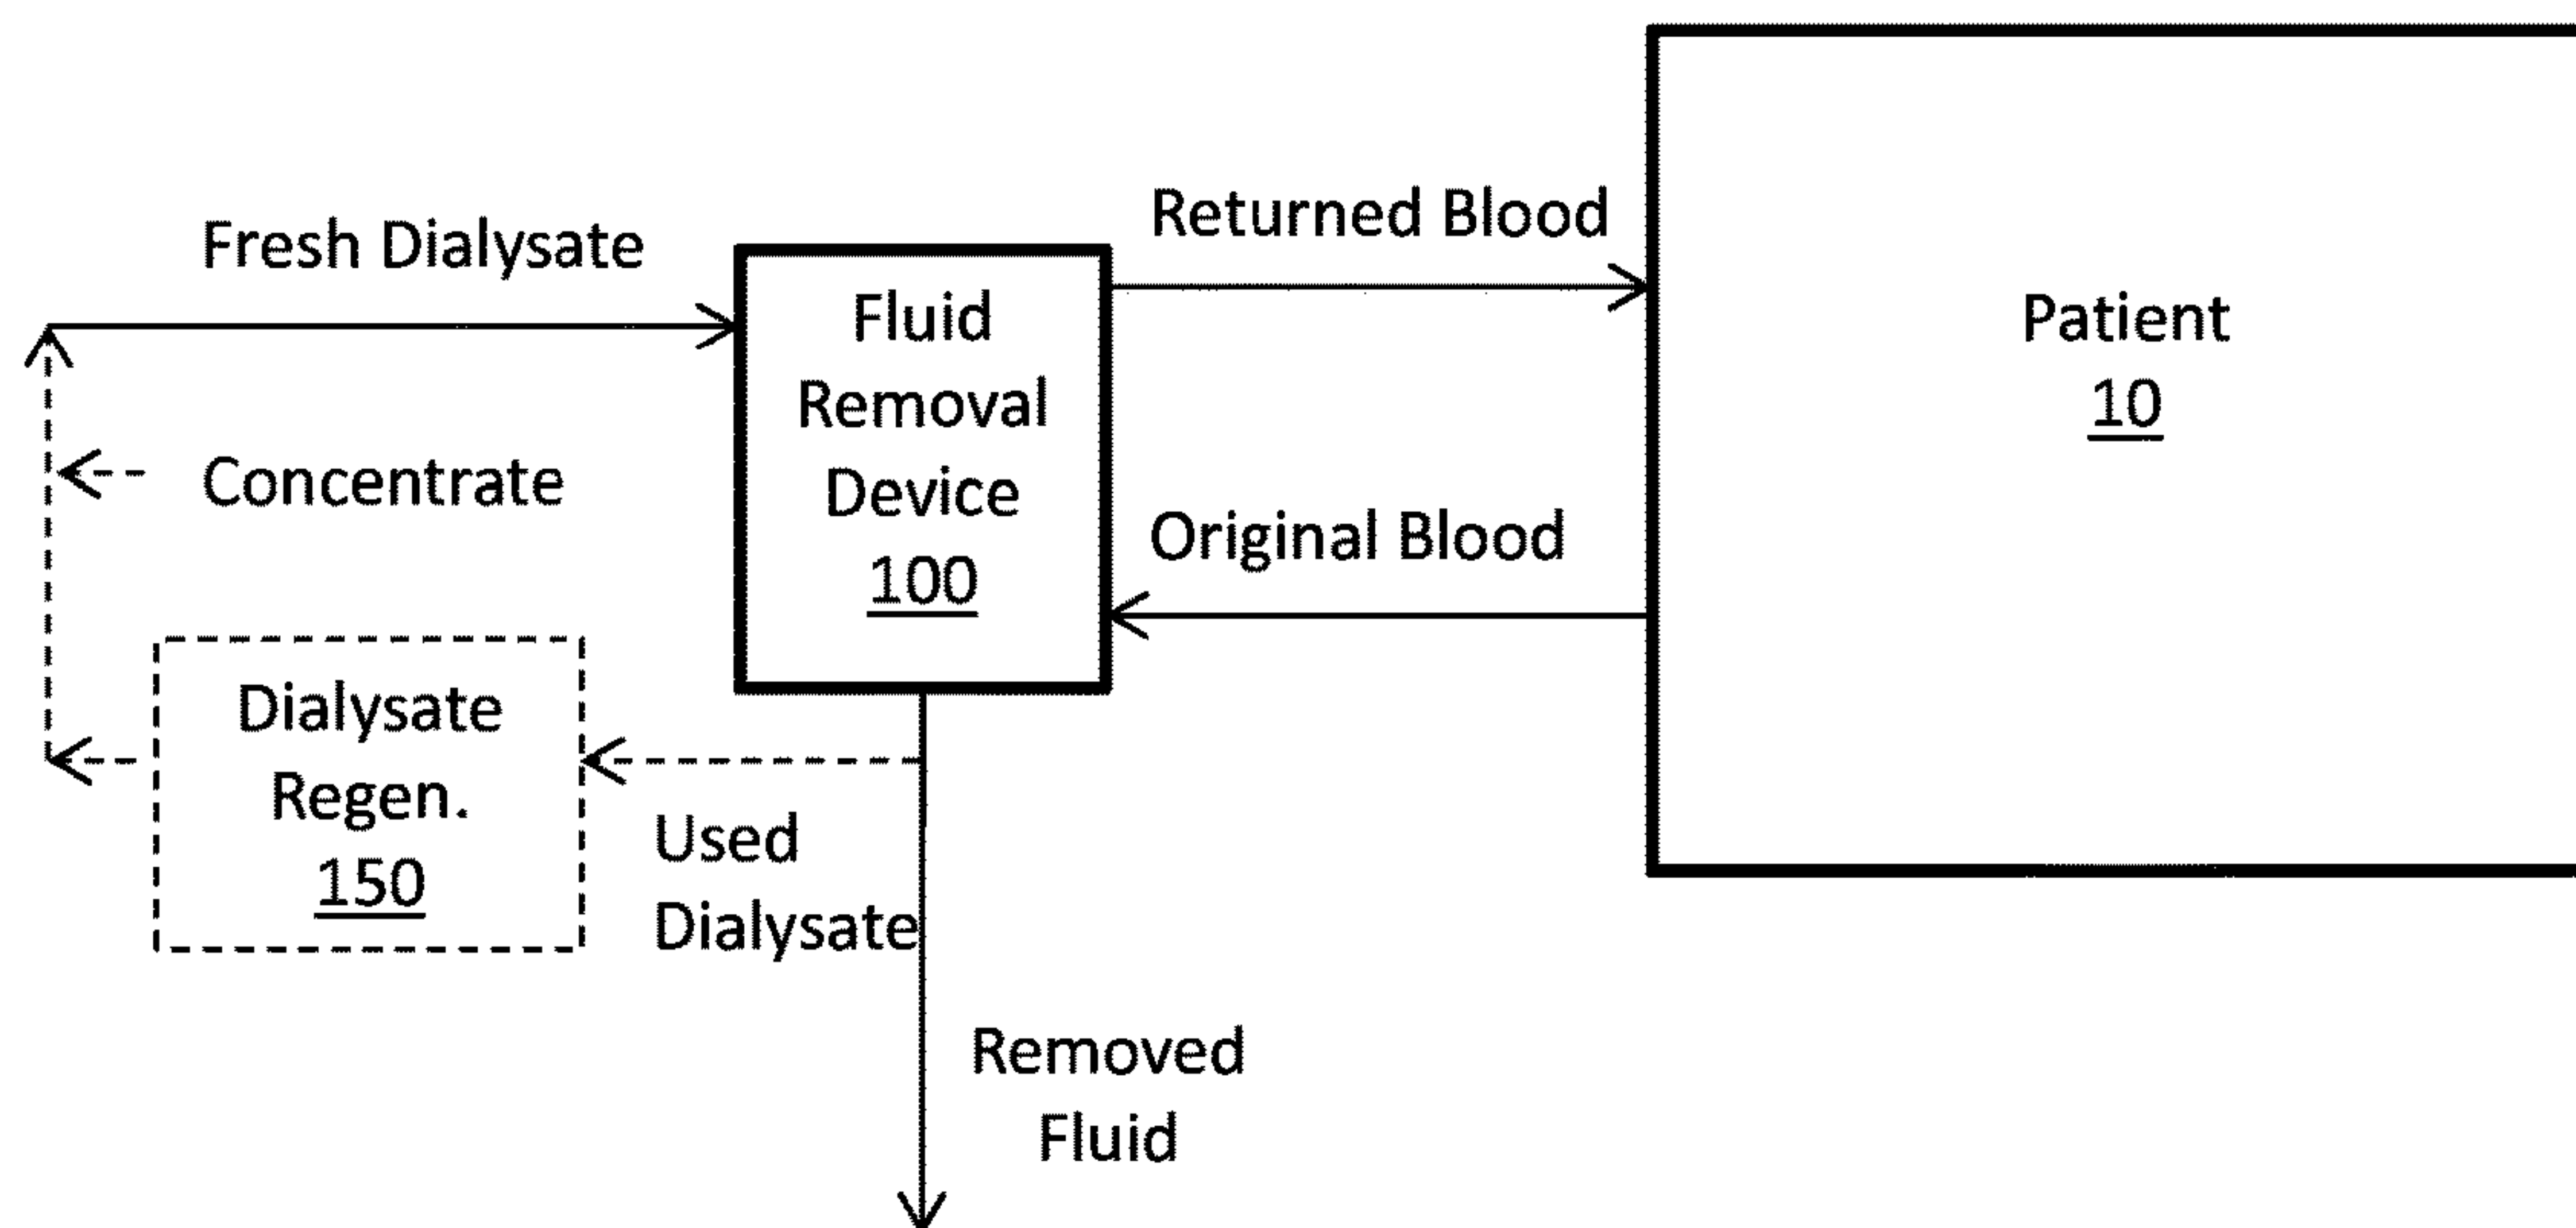 Fresh Dialysate
Concentrate
Dialysate
Regen.
150
Used
Dialysate
Fluid
Removal
Device
100
Removed
Fluid
Returned Blood
Original Blood
Patient
10